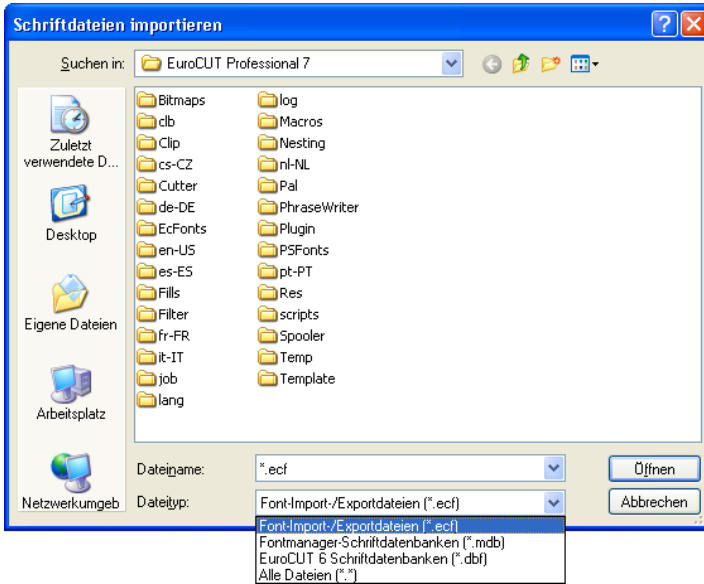 Schriftdateien importieren
Suchen in: EuroCUT Professional 7
Zuletzt
verwendete D...
Desktop
Eigene Dateien
Arbeitsplatz
Netzwerkumgeb
Bitmaps
clb
Clip
cs-CZ
Cutter
de-DE
EcFonts
en-US
es-ES
Fills
Filter
fr-FR
it-IT
job
lang
log
Macros
Nesting
nl-NL
Pal
PhraseWriter
Plugin
PSFonts
pt-PT
Res
scripts
Spooler
Temp
Template
Dateiname: *.ecf Öffnen
Dateityp: Font-Import-/Exportdateien (*.ecf) Abbrechen
Font-Import-/Exportdateien (*.ecf)
Fontmanager-Schriftdatenbanken (*.mdb)
EuroCUT 6 Schriftdatenbanken (*.dbf)
Alle Dateien (*.*)